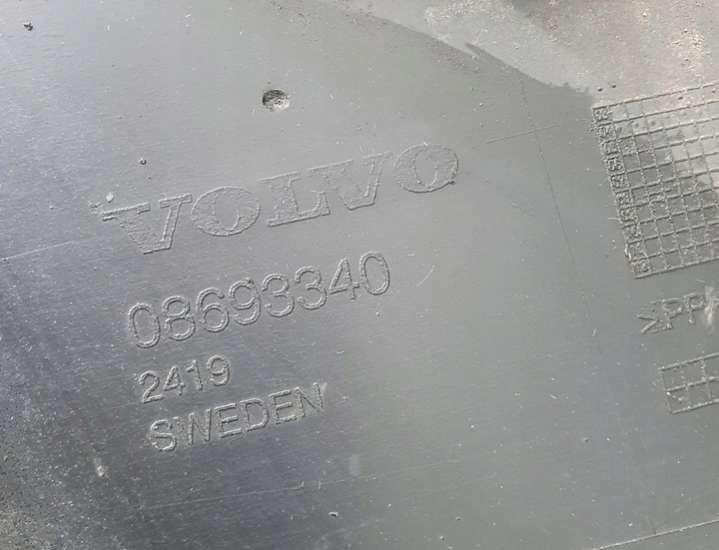 VOLVO
08693340
2419
SWEDEN
>PP